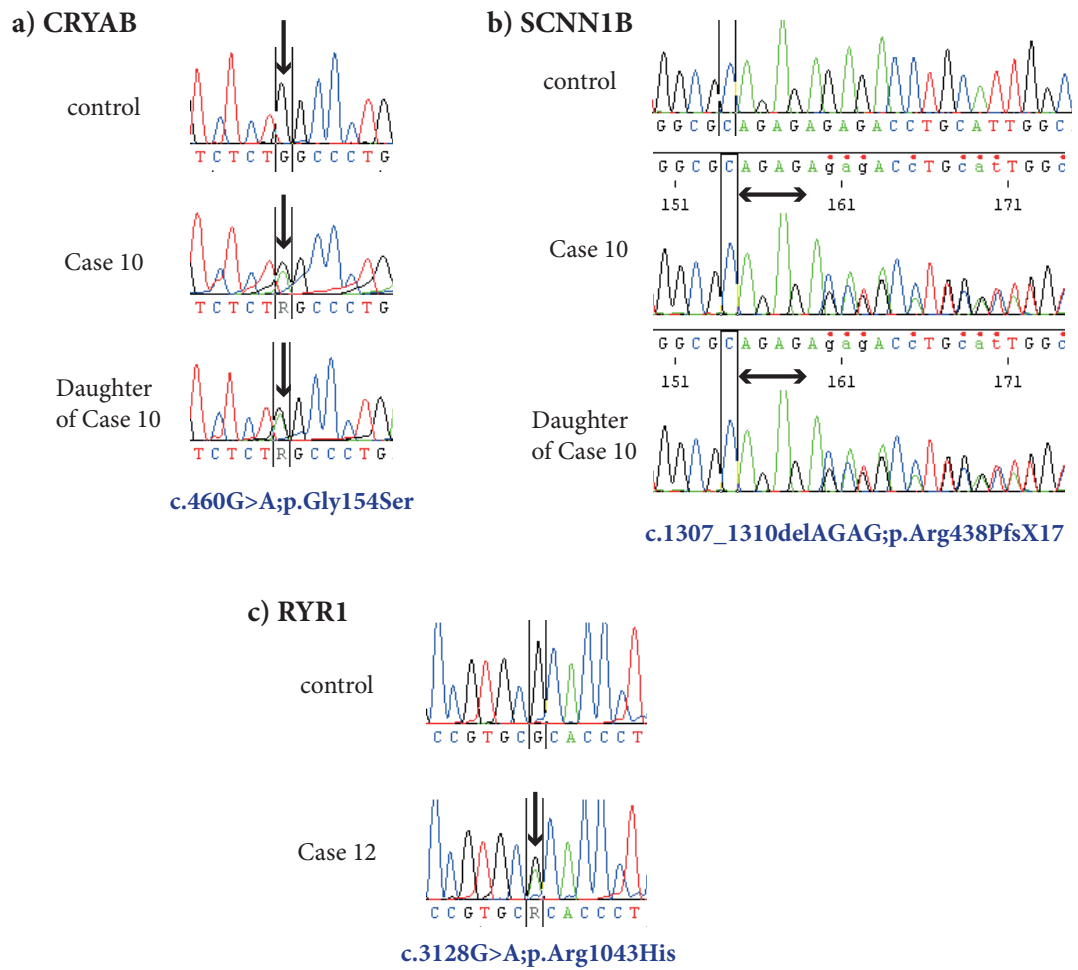 a) CRYAB
control
T C T C T G G C C C T G
Case 10
T C T C T R G C C C T G
Daughter
of Case 10
T C T C T R G C C C T G
c.460G>A;p.Gly154Ser
b) SCNN1B
control
G G C G C A G A G A G A G A C C T G C A T T G G C
G G C G C A G A G A g a g A C c T G c a t T G G c
151 161 171
Case 10
G G C G C A G A G A g a g A C c T G c a t T G G c
151 161 171
Daughter
of Case 10
c.1307_1310delAGAG;p.Arg438PfsX17
c) RYR1
control
C C G T G C G C A C C C T
Case 12
C C G T G C R C A C C C T
c.3128G>A;p.Arg1043His